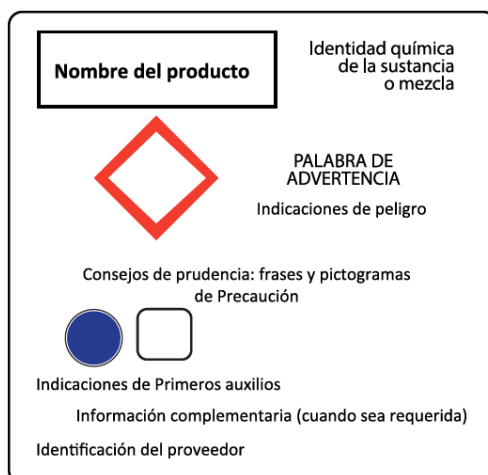 Nombre del producto
Identidad química
de la sustancia
o mezcla
PALABRA DE
ADVERTENCIA
Indicaciones de peligro
Consejos de prudencia: frases y pictogramas
de Precaución
Indicaciones de Primeros auxilios
Información complementaria (cuando sea requerida)
Identificación del proveedor